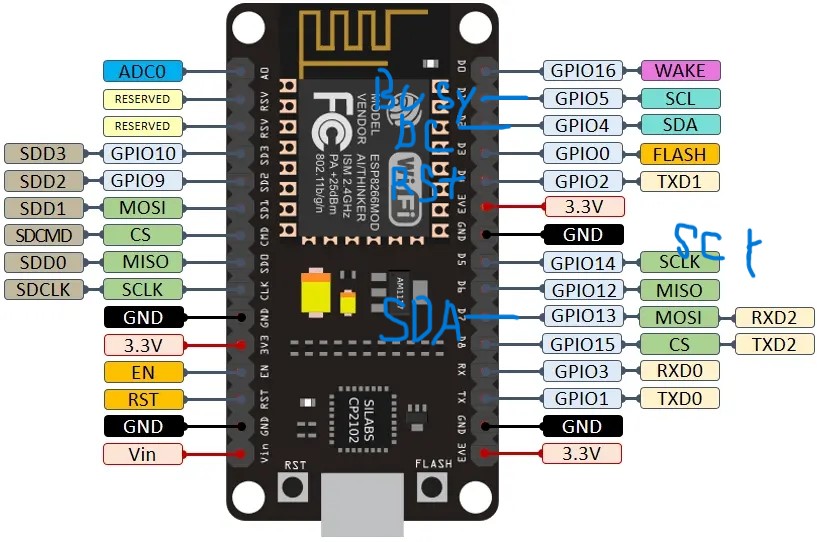 ADC0 A0 D0 GPIO16 WAKE
RESERVED RSV Busy GPIO5 SCL
RESERVED RSV DC GPIO4 SDA
SDD3 GPIO10 SD3 D3 GPIO0 FLASH
SDD2 GPIO9 SD2 RSt GPIO2 TXD1
SDD1 MOSI SD1 3V3 3.3V
SDCMD CS CMD GND GND
SDD0 MISO SD0 D5 GPIO14 SCLK
SDCLK SCLK CLK D6 GPIO12 MISO
GND GND SDA D7 GPIO13 MOSI RXD2
3.3V 3V3 D8 GPIO15 CS TXD2
EN EN RX GPIO3 RXD0
RST RST TX GPIO1 TXD0
GND GND GND GND
Vin Vin 3V3 3.3V
FC
MODEL ESP8266MOD
VENDOR AI/THINKER
ISM 2.4GHz
PA +25dBm
802.11b/g/n
WiFi
AM1117
SILABS
CP2102
RST
FLASH